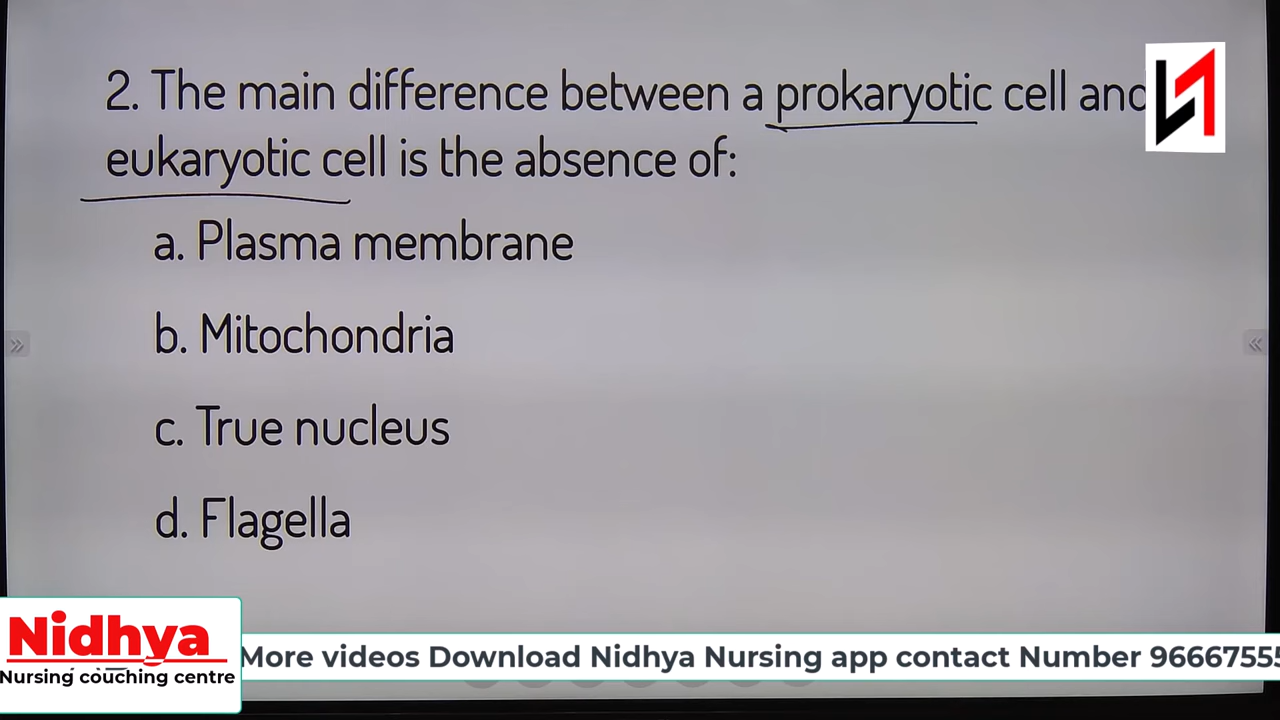 2. The main difference between a prokaryotic cell and
eukaryotic cell is the absence of:
a. Plasma membrane
b. Mitochondria
c. True nucleus
d. Flagella
Nidhya
Nursing couching centre
More videos Download Nidhya Nursing app contact Number 96667555